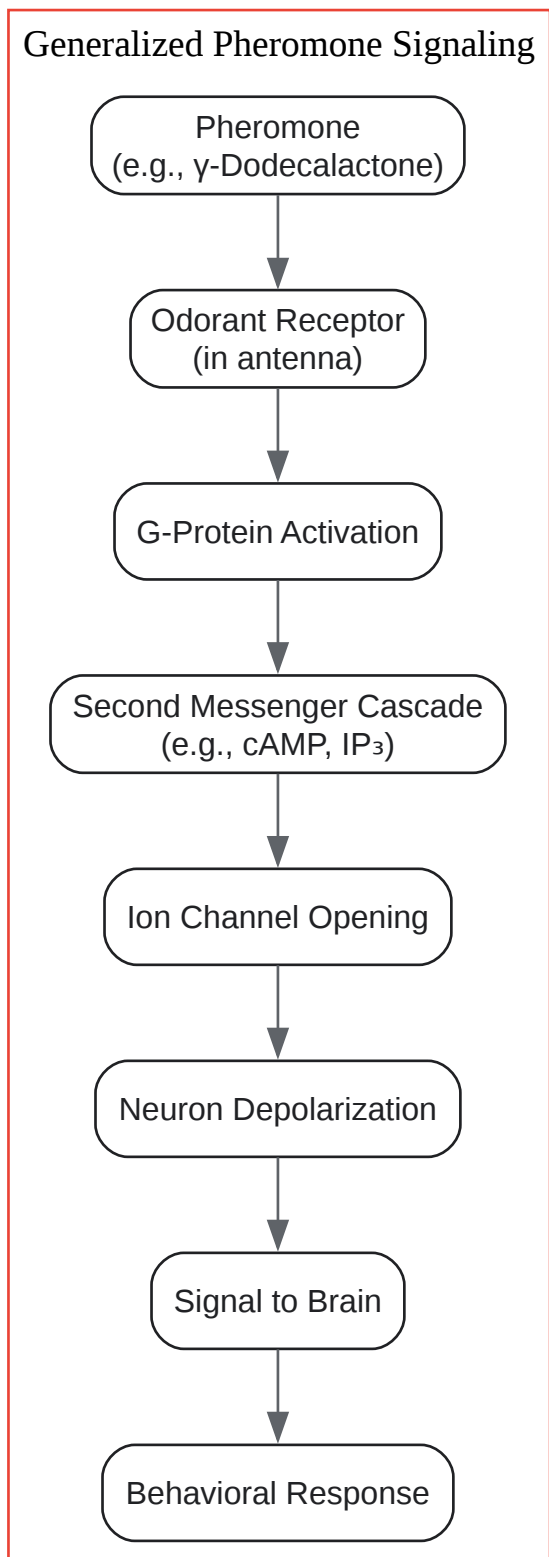 Generalized Pheromone Signaling
Pheromone
(e.g., γ-Dodecalactone)
Odorant Receptor
(in antenna)
G-Protein Activation
Second Messenger Cascade
(e.g., cAMP, IP₃)
Ion Channel Opening
Neuron Depolarization
Signal to Brain
Behavioral Response